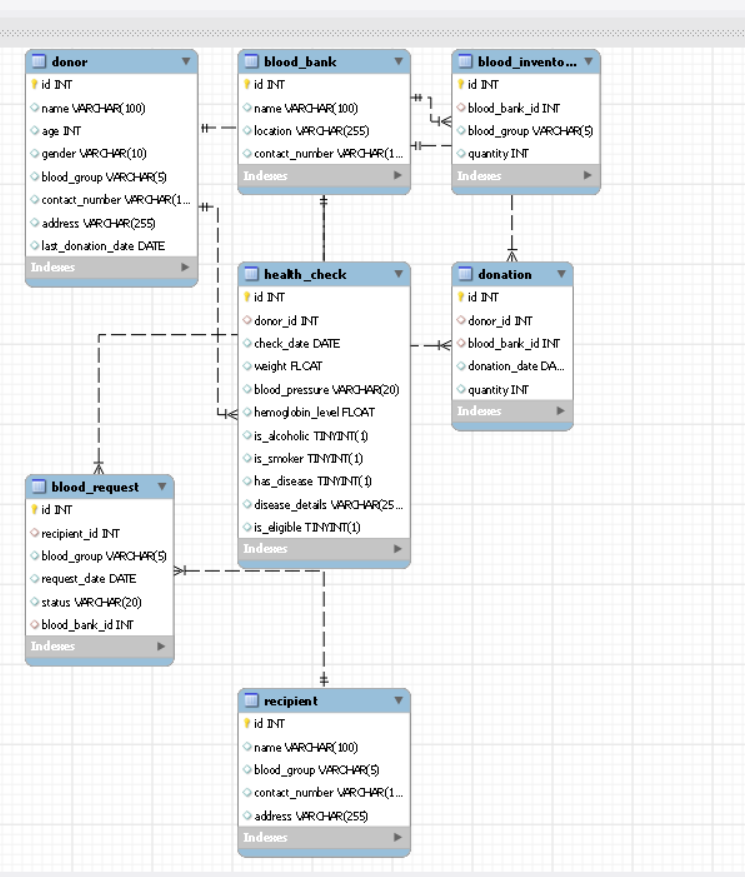 donor
id INT
name VARCHAR(100)
age INT
gender VARCHAR(10)
blood_group VARCHAR(5)
contact_number VARCHAR(1...
address VARCHAR(255)
last_donation_date DATE
Indexes
blood_bank
id INT
name VARCHAR(100)
location VARCHAR(255)
contact_number VARCHAR(1...
Indexes
blood_invento...
id INT
blood_bank_id INT
blood_group VARCHAR(5)
quantity INT
Indexes
health_check
id INT
donor_id INT
check_date DATE
weight FLOAT
blood_pressure VARCHAR(20)
hemoglobin_level FLOAT
is_alcoholic TINYINT(1)
is_smoker TINYINT(1)
has_disease TINYINT(1)
disease_details VARCHAR(25...
is_eligible TINYINT(1)
Indexes
donation
id INT
donor_id INT
blood_bank_id INT
donation_date DA...
quantity INT
Indexes
blood_request
id INT
recipient_id INT
blood_group VARCHAR(5)
request_date DATE
status VARCHAR(20)
blood_bank_id INT
Indexes
recipient
id INT
name VARCHAR(100)
blood_group VARCHAR(5)
contact_number VARCHAR(1...
address VARCHAR(255)
Indexes